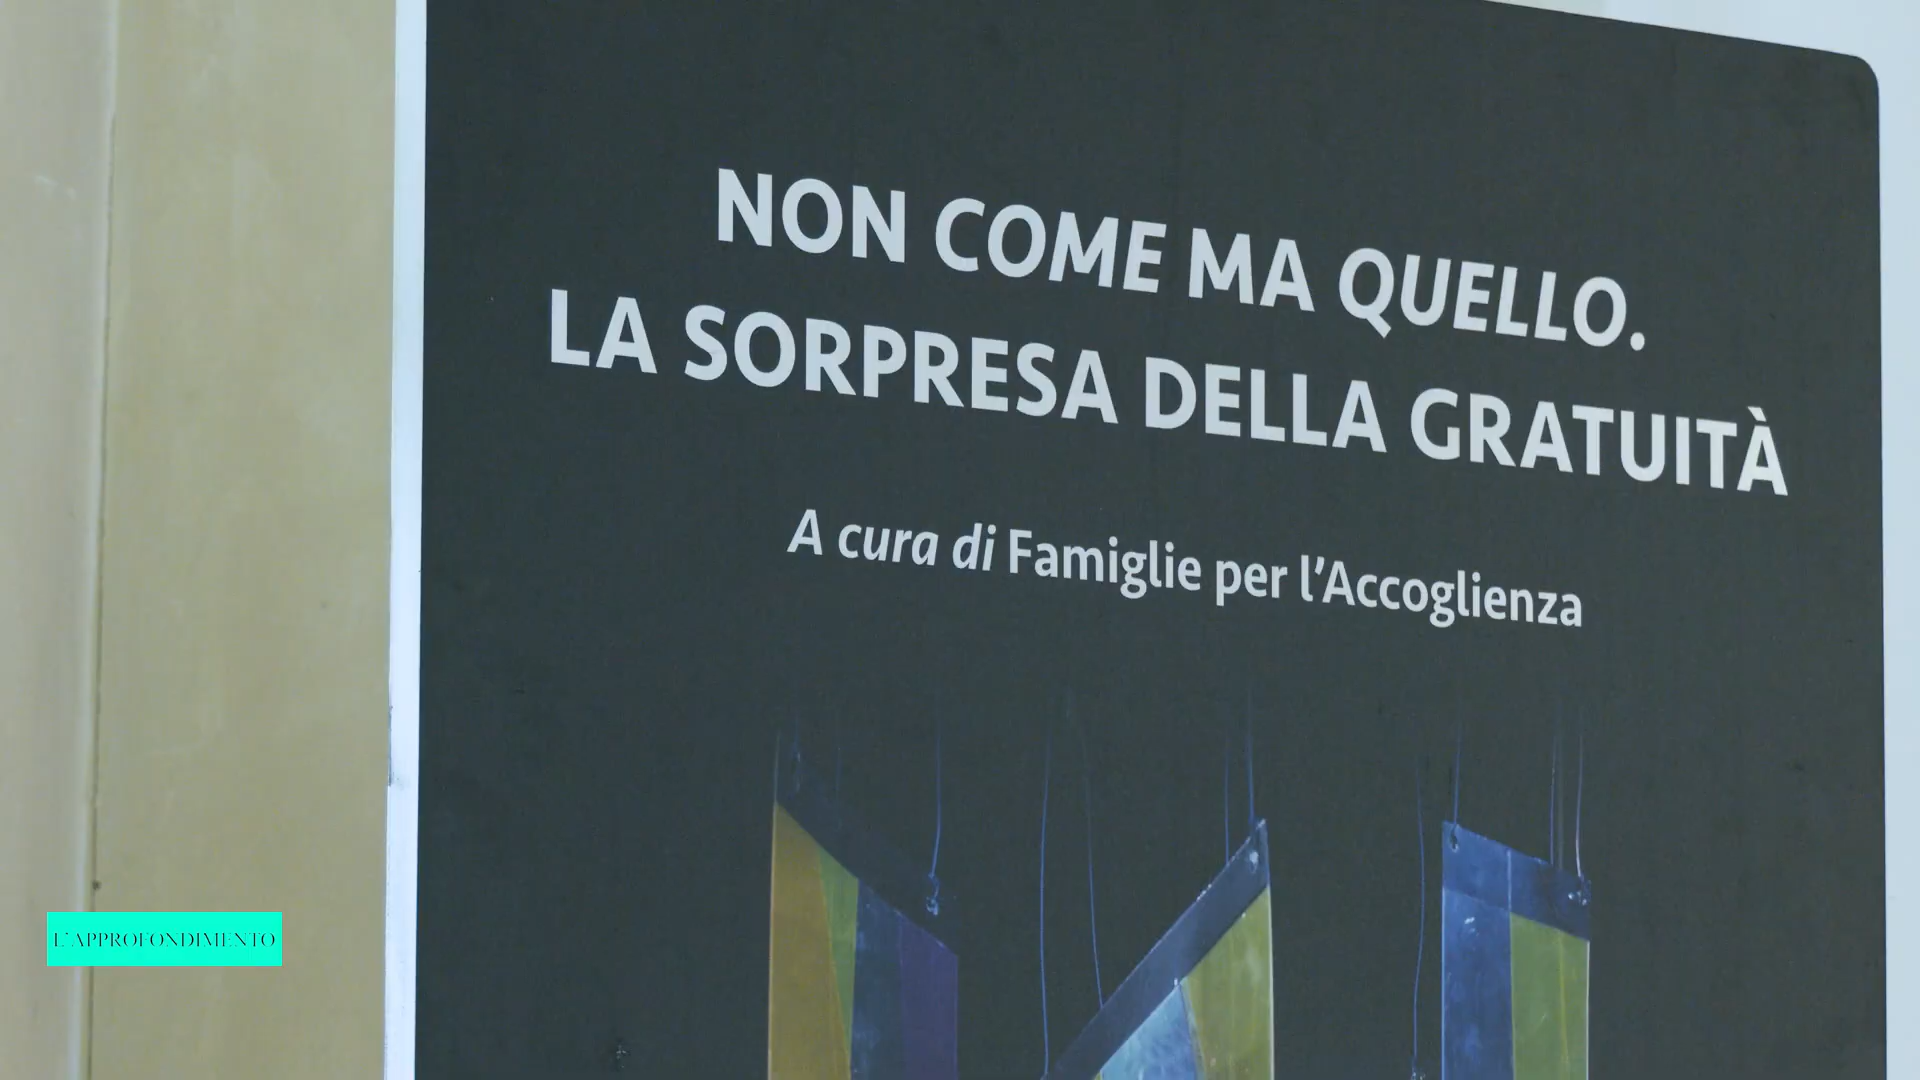 NON COME MA QUELLO.
LA SORPRESA DELLA GRATUITÀ
A cura di Famiglie per l'Accoglienza
L'APPROFONDIMENTO